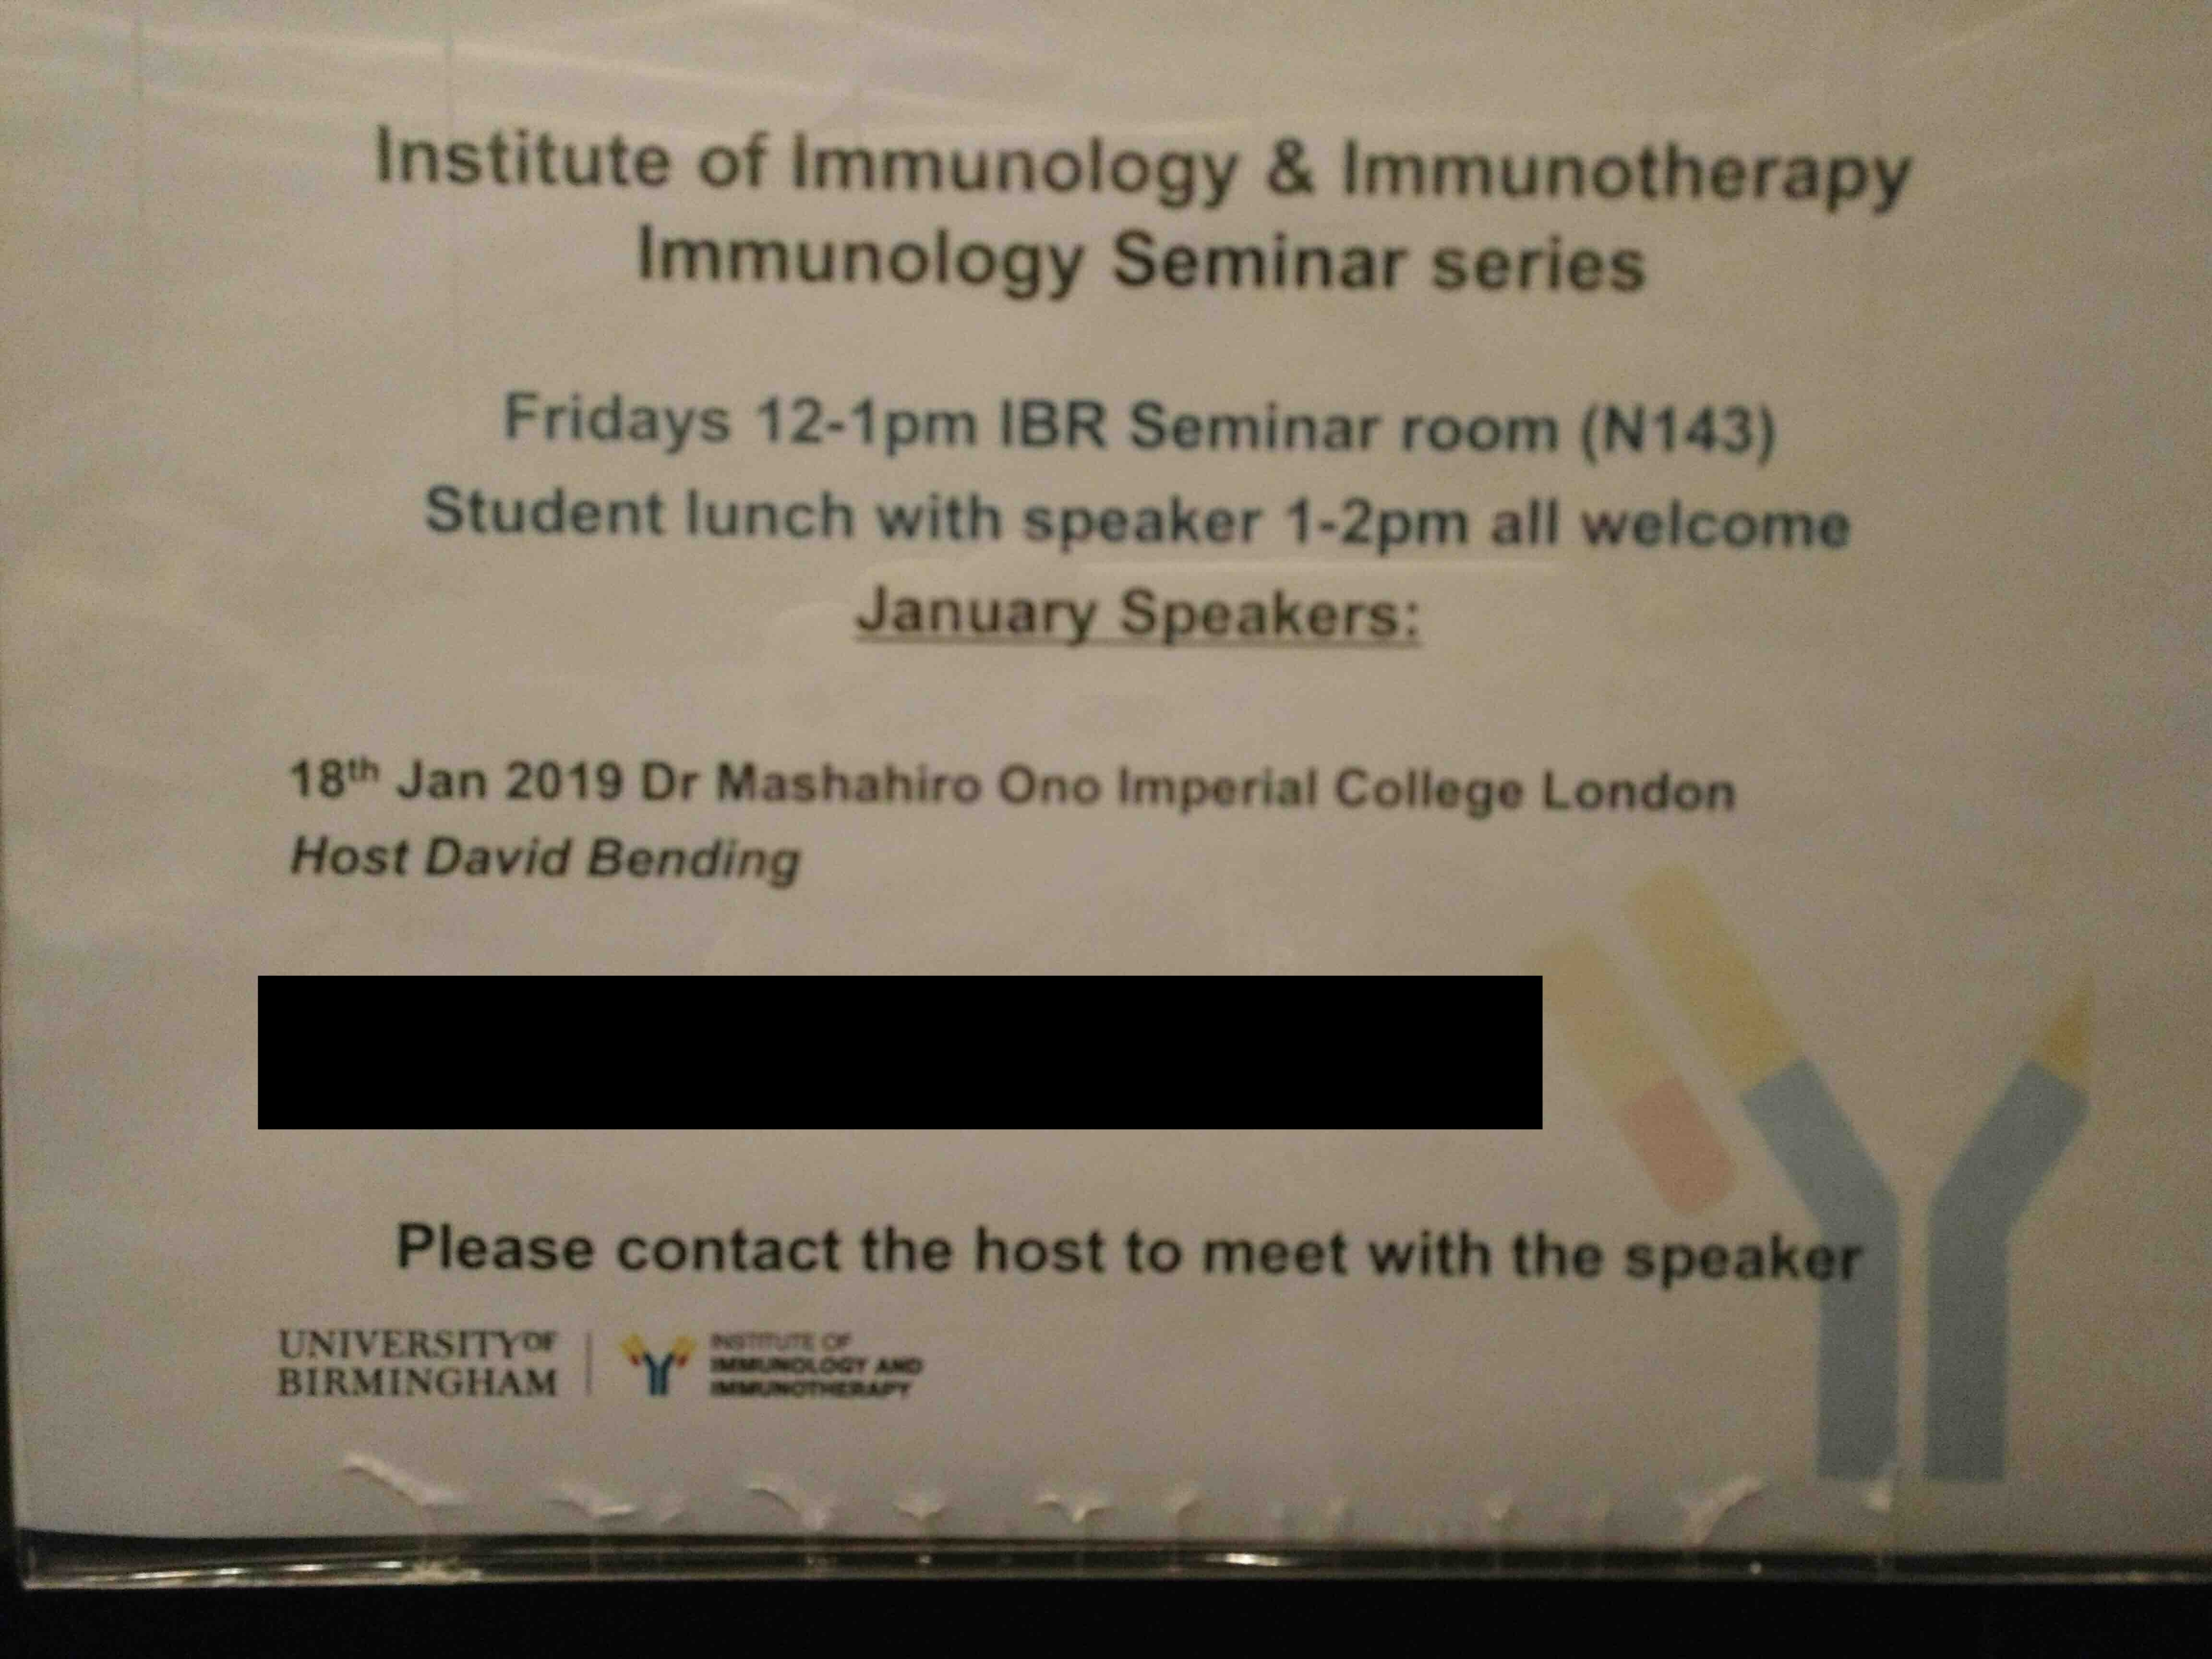 Institute of Immunology & Immunotherapy
Immunology Seminar series
Fridays 12-1pm IBR Seminar room (N143)
Student lunch with speaker 1-2pm all welcome
January Speakers:
18th Jan 2019 Dr Mashahiro Ono Imperial College London
Host David Bending
Please contact the host to meet with the speaker
UNIVERSITY OF
BIRMINGHAM
INSTITUTE OF
IMMUNOLOGY AND
IMMUNOTHERAPY